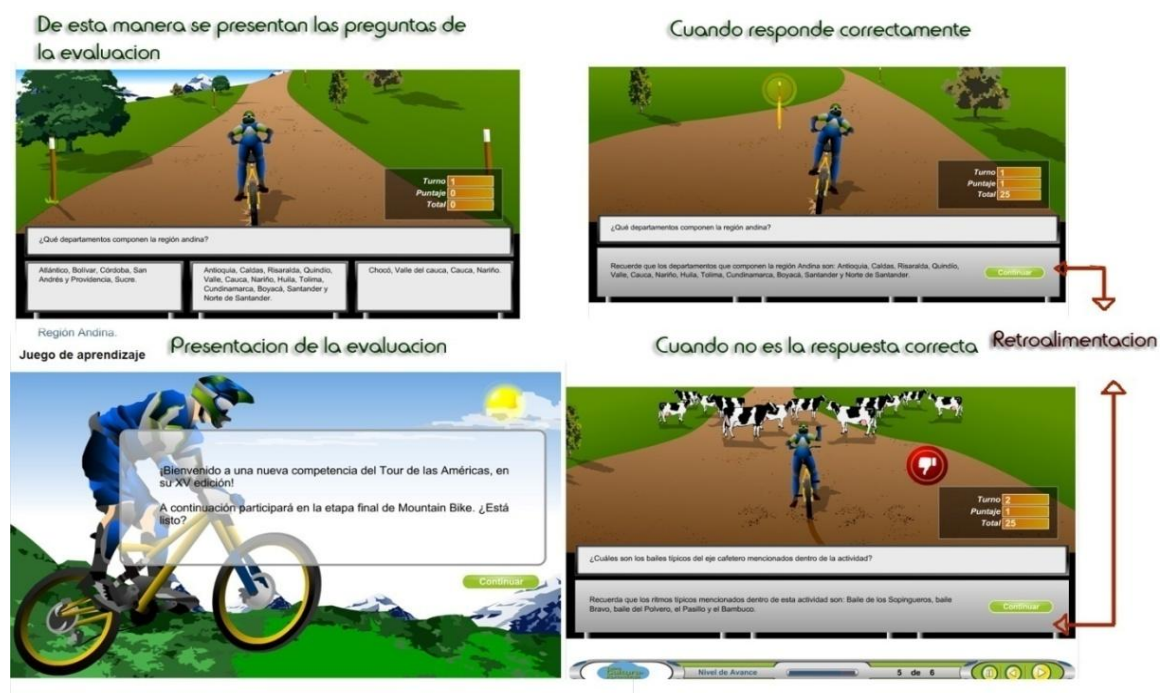 De esta manera se presentan las preguntas de
la evaluacion
Turno 1
Puntaje 0
Total 0
¿Qué departamentos componen la región andina?
Atlántico, Bolívar, Córdoba, San
Andrés y Providencia, Sucre.
Antioquia, Caldas, Risaralda, Quindío,
Valle, Cauca, Nariño, Huila, Tolima,
Cundinamarca, Boyacá, Santander y
Norte de Santander.
Chocó, Valle del cauca, Cauca, Nariño.
Cuando responde correctamente
Turno 1
Puntaje 1
Total 25
¿Qué departamentos componen la región andina?
Recuerde que los departamentos que componen la región Andina son: Antioquia, Caldas, Risaralda, Quindío,
Valle, Cauca, Nariño, Huila, Tolima, Cundinamarca, Boyacá, Santander y Norte de Santander.
Continuar
Retroalimentacion
Región Andina.
Juego de aprendizaje
Presentacion de la evaluacion
¡Bienvenido a una nueva competencia del Tour de las Américas, en
su XV edición!
A continuación participará en la etapa final de Mountain Bike. ¿Está
listo?
Continuar
Cuando no es la respuesta correcta
Turno 2
Puntaje 1
Total 25
¿Cuáles son los bailes típicos del eje cafetero mencionados dentro de la actividad?
Recuerda que los ritmos típicos mencionados dentro de esta actividad son: Baile de los Sopingueros, baile
Bravo, baile del Polvero, el Pasillo y el Bambuco.
Continuar
Nivel de Avance
5 de 6